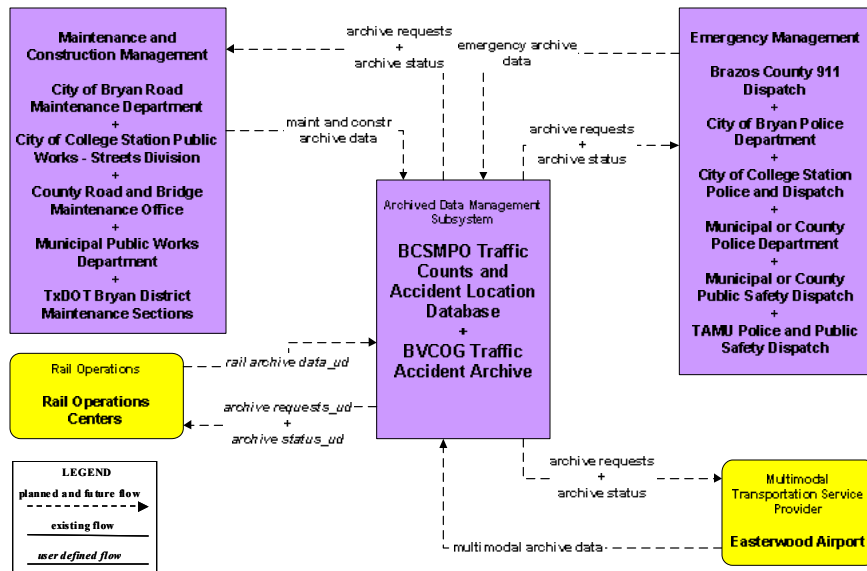 Maintenance and
Construction Management
City of Bryan Road
Maintenance Department
+
City of College Station Public
Works - Streets Division
+
County Road and Bridge
Maintenance Office
+
Municipal Public Works
Department
+
TxDOT Bryan District
Maintenance Sections
archive requests
+
archive status
emergency archive
data
maint and constr
archive data
archive requests
+
archive status
Emergency Management
Brazos County 911
Dispatch
+
City of Bryan Police
Department
+
City of College Station
Police and Dispatch
+
Municipal or County
Police Department
+
Municipal or County
Public Safety Dispatch
+
TAMU Police and Public
Safety Dispatch
Archived Data Management
Subsystem
BCSMPO Traffic
Counts and
Accident Location
Database
+
BVCOG Traffic
Accident Archive
Rail Operations
Rail Operations
Centers
rail archive data_ud
archive requests_ud
+
archive status_ud
LEGEND
planned and future flow
existing flow
user defined flow
archive requests
+
archive status
multimodal archive data
Multimodal
Transportation Service
Provider
Easterwood Airport